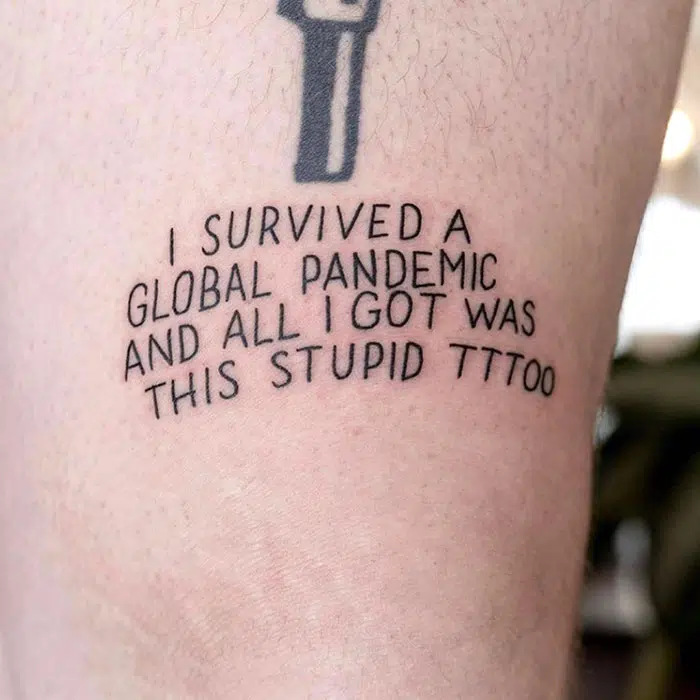 I SURVIVED A
GLOBAL PANDEMIC
AND ALL I GOT WAS
THIS STUPID TTTOO